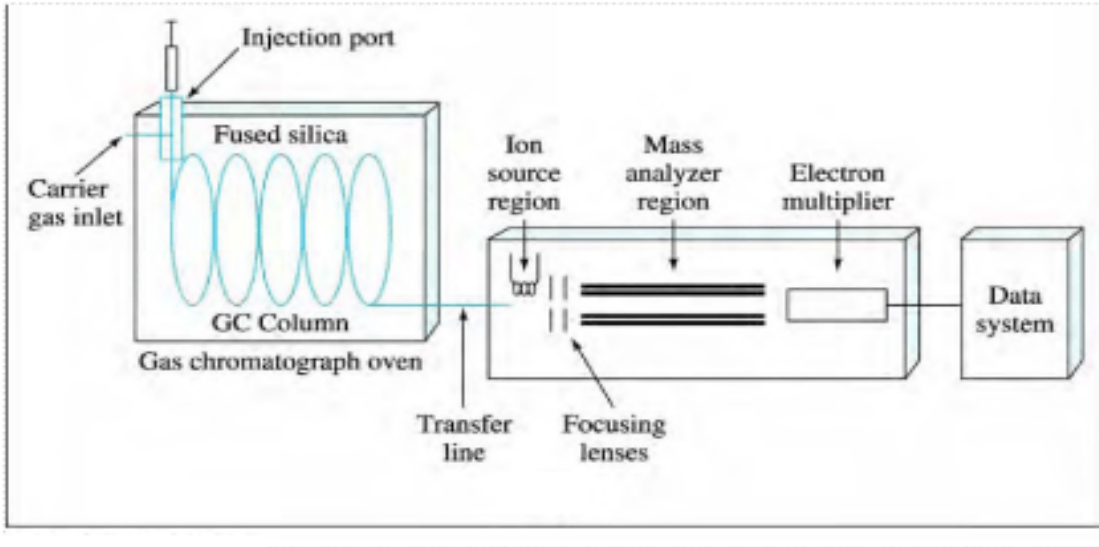 Injection port
Fused silica
Carrier
gas inlet
GC Column
Gas chromatograph oven
Ion
source
region
Mass
analyzer
region
Electron
multiplier
Data
system
Transfer
line
Focusing
lenses